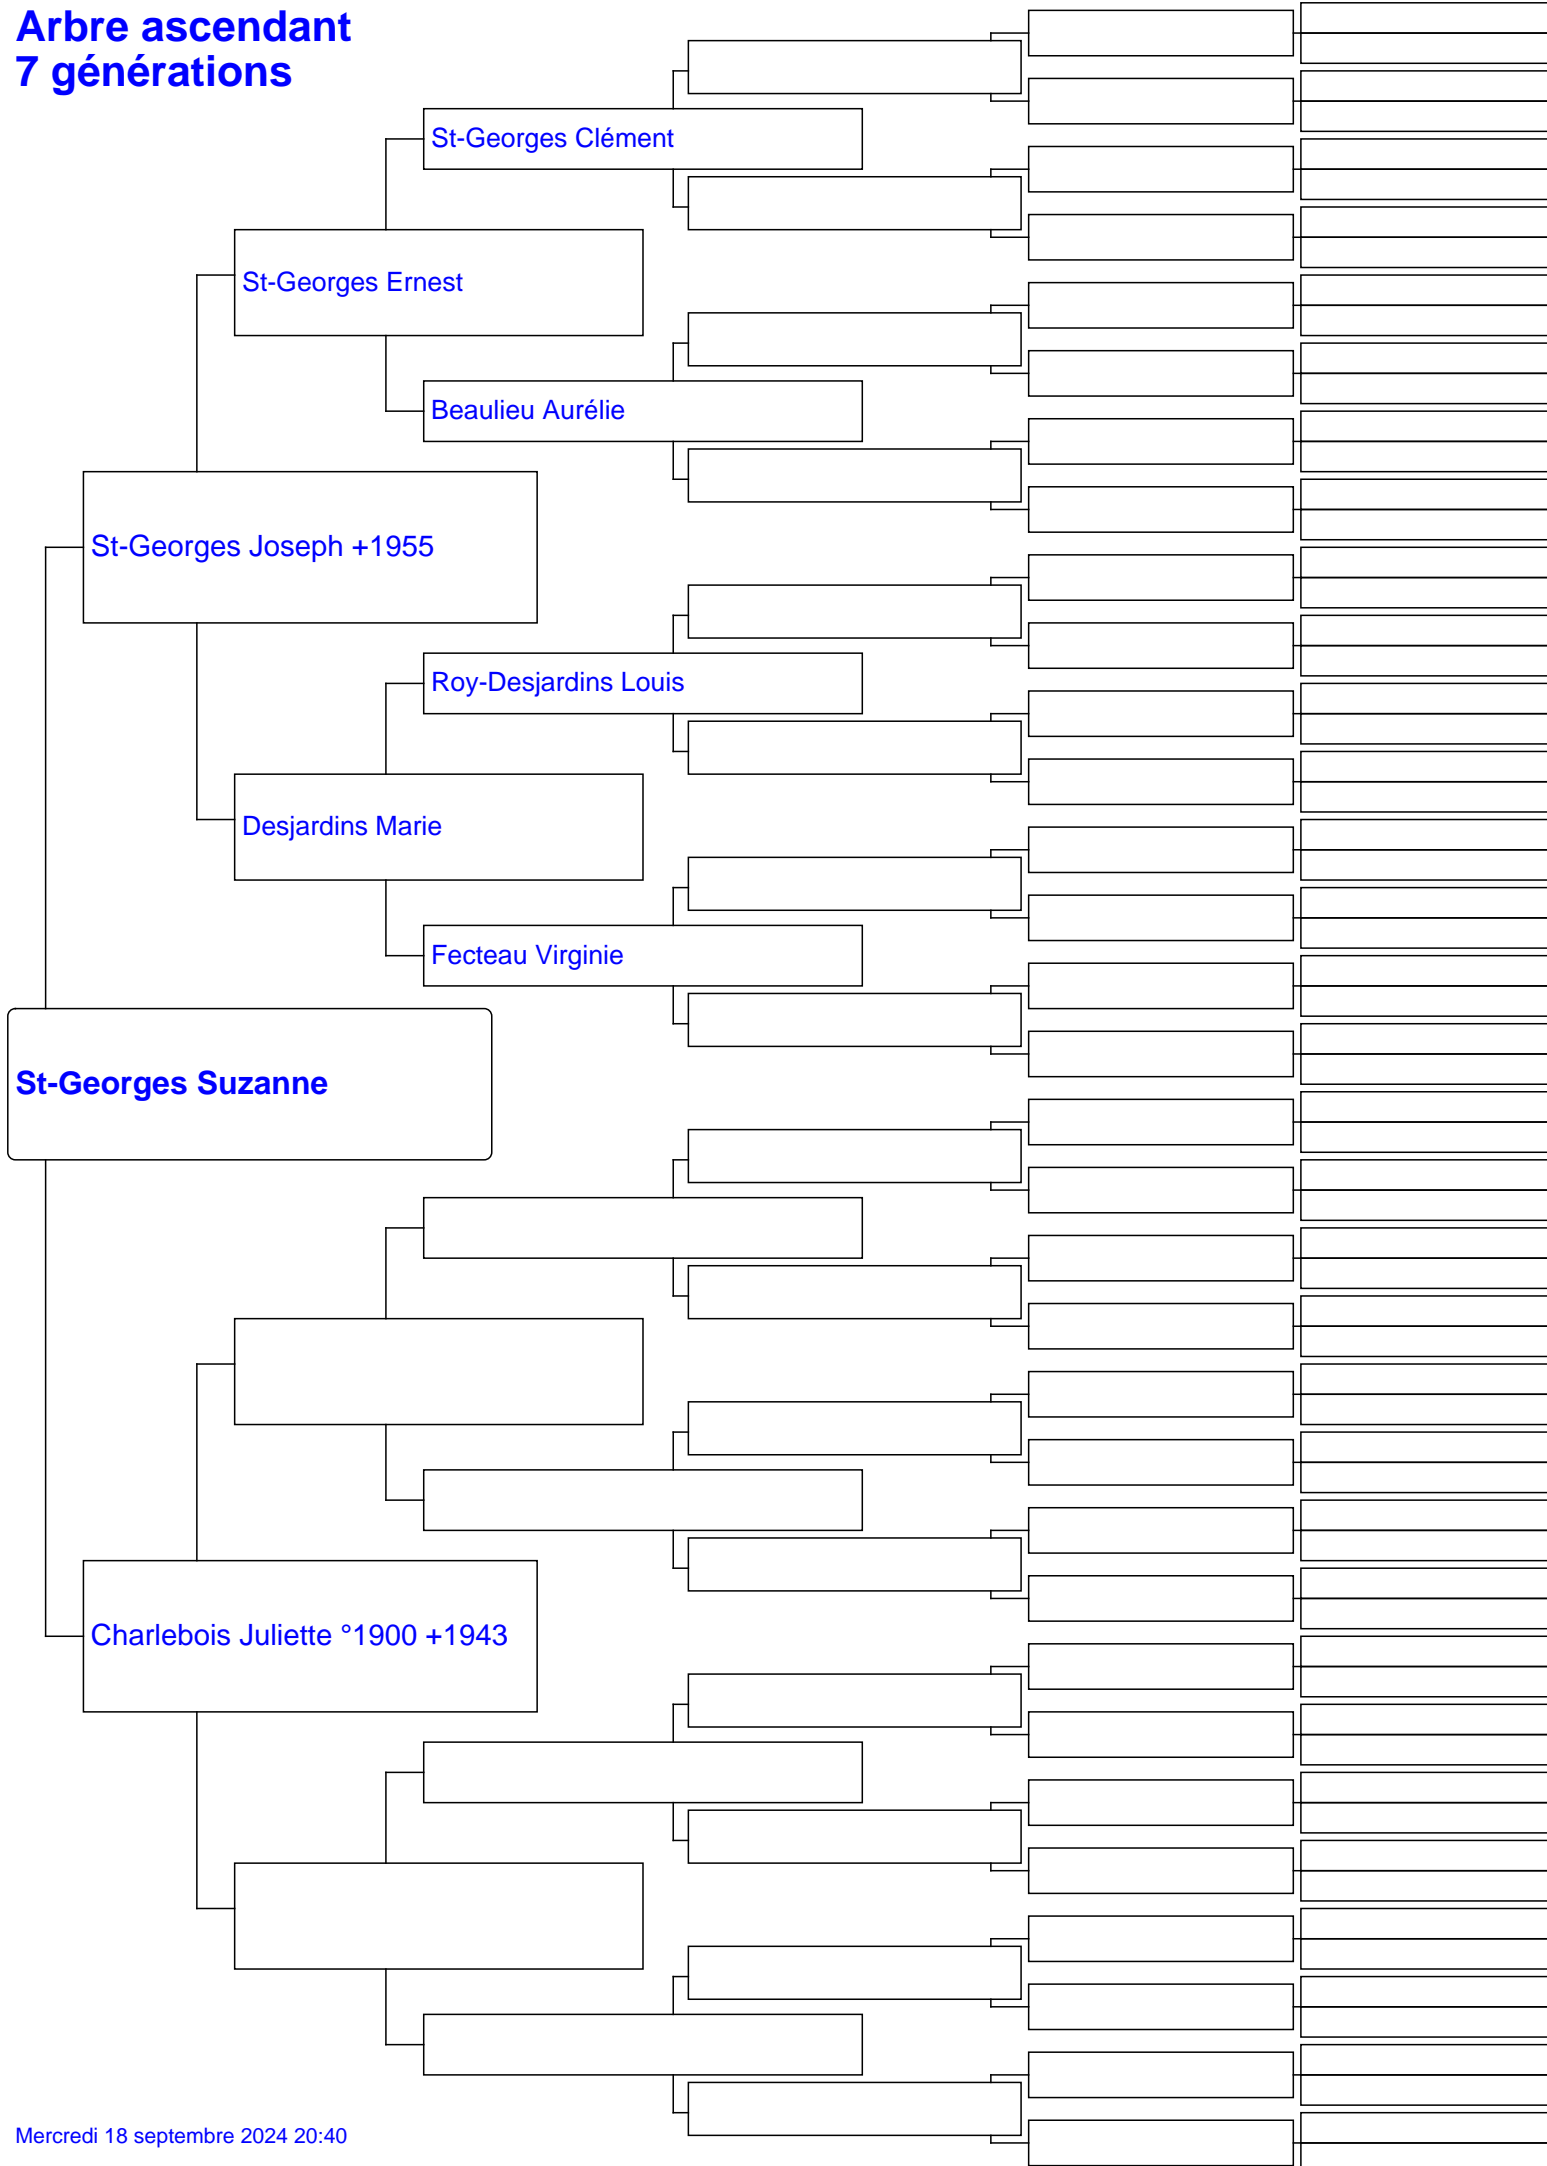 Arbre ascendant
7 générations
St-Georges Clément
St-Georges Ernest
Beaulieu Aurélie
St-Georges Joseph +1955
Roy-Desjardins Louis
Desjardins Marie
Fecteau Virginie
St-Georges Suzanne
Charlebois Juliette °1900 +1943
Mercredi 18 septembre 2024 20:40